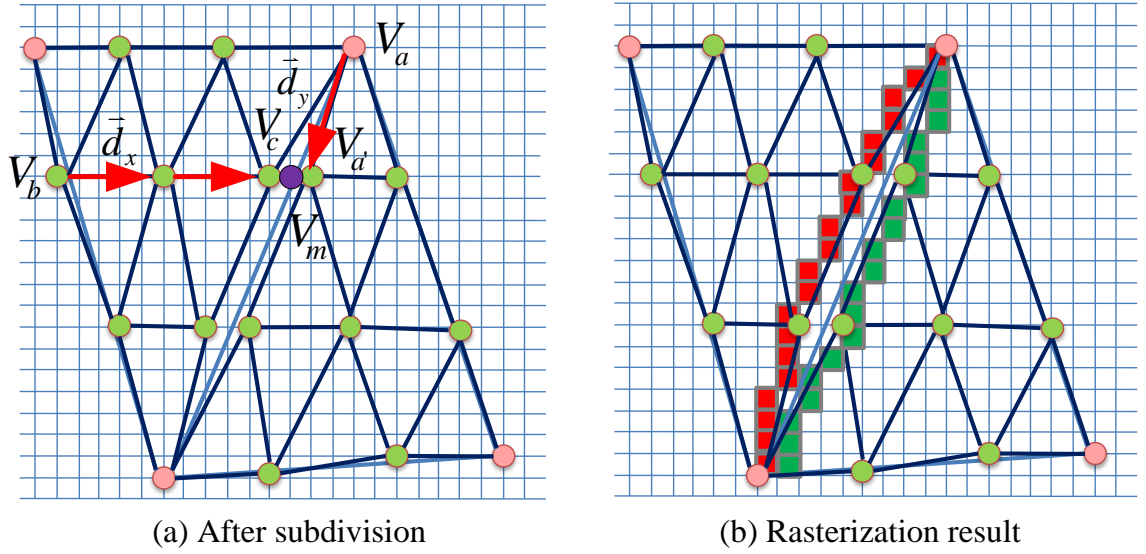 V_a
d_y
V_c
d_x
V_a'
V_b
V_m
(a) After subdivision
(b) Rasterization result